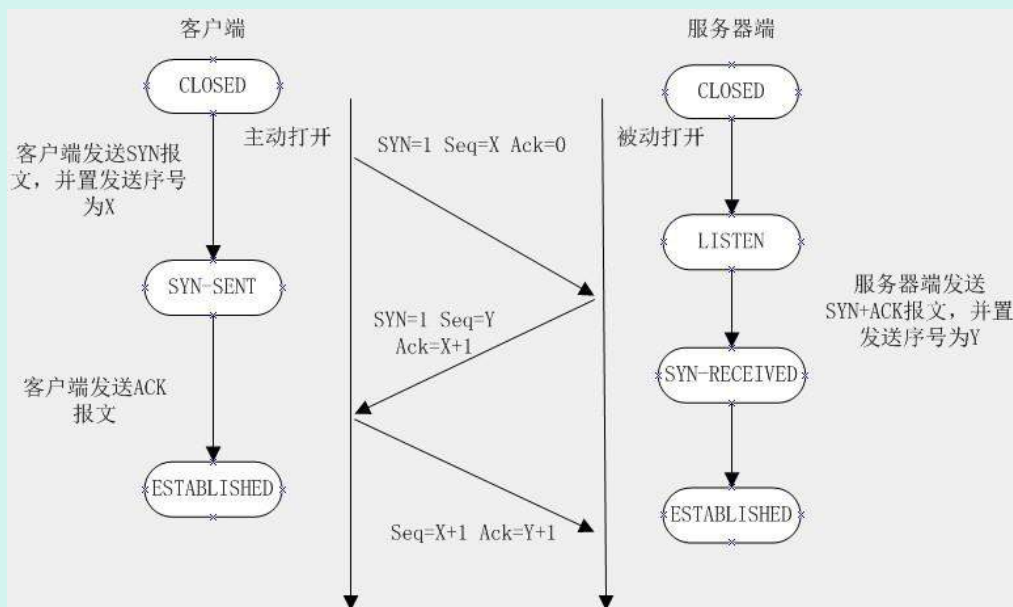 客户端
服务器端
CLOSED
CLOSED
主动打开
被动打开
SYN=1 Seq=X Ack=0
客户端发送SYN报
文，并置发送序号
为X
LISTEN
SYN-SENT
服务器端发送
SYN+ACK报文，并置
发送序号为Y
SYN=1 Seq=Y
Ack=X+1
SYN-RECEIVED
客户端发送ACK
报文
ESTABLISHED
ESTABLISHED
Seq=X+1 Ack=Y+1